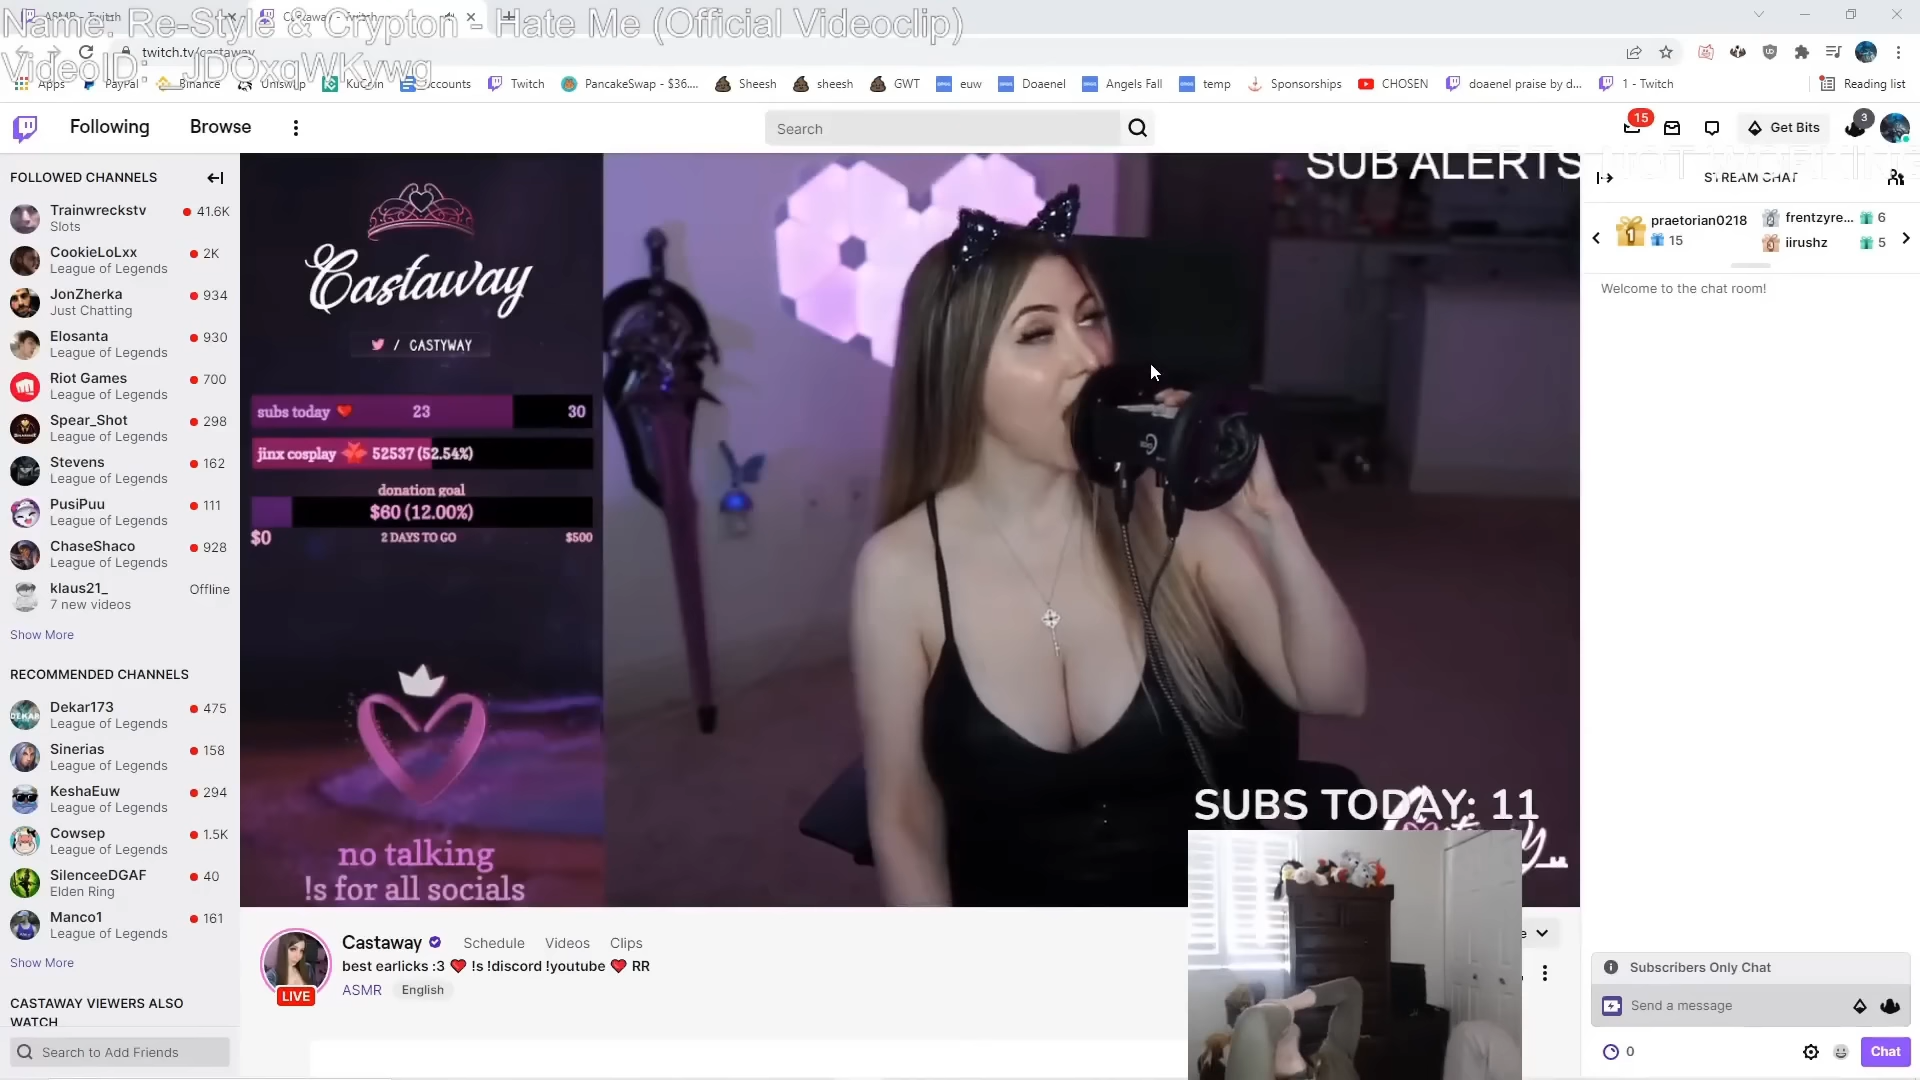 Name: Re-Style & Crypton - Hate Me (Official Videoclip)
twitch.tv/castaway
Apps PayPal Binance Uniswap KuCoin Accounts Twitch PancakeSwap - $36.... Sheesh sheesh GWT euw Doaenel Angels Fall temp Sponsorships CHOSEN doaenel praise by d... 1 - Twitch Reading list
Following Browse Search 15 Get Bits 3
FOLLOWED CHANNELS
Trainwreckstv 41.6K
Slots
CookieLoLxx 2K
League of Legends
JonZherka 934
Just Chatting
Elosanta 930
League of Legends
Riot Games 700
League of Legends
Spear_Shot 298
League of Legends
Stevens 162
League of Legends
PusiPuu 111
League of Legends
ChaseShaco 928
League of Legends
klaus21_ Offline
7 new videos
Show More
RECOMMENDED CHANNELS
Dekar173 475
League of Legends
Sinerias 158
League of Legends
KeshaEuw 294
League of Legends
Cowsep 1.5K
League of Legends
SilenceeDGAF 40
Elden Ring
Manco1 161
League of Legends
Show More
CASTAWAY VIEWERS ALSO
WATCH
Search to Add Friends
Castaway
/ CASTYWAY
subs today 23 30
jinx cosplay 52537 (52.54%)
donation goal
$60 (12.00%)
$0 2 DAYS TO GO $500
no talking
!s for all socials
SUB ALERTS
SUBS TODAY: 11
Castaway Schedule Videos Clips
best earlicks :3 !s !discord !youtube RR
LIVE
ASMR English
STREAM CHAT
1 praetorian0218 15
2 frentzyre... 6
3 iirushz 5
Welcome to the chat room!
Subscribers Only Chat
Send a message
0 Chat